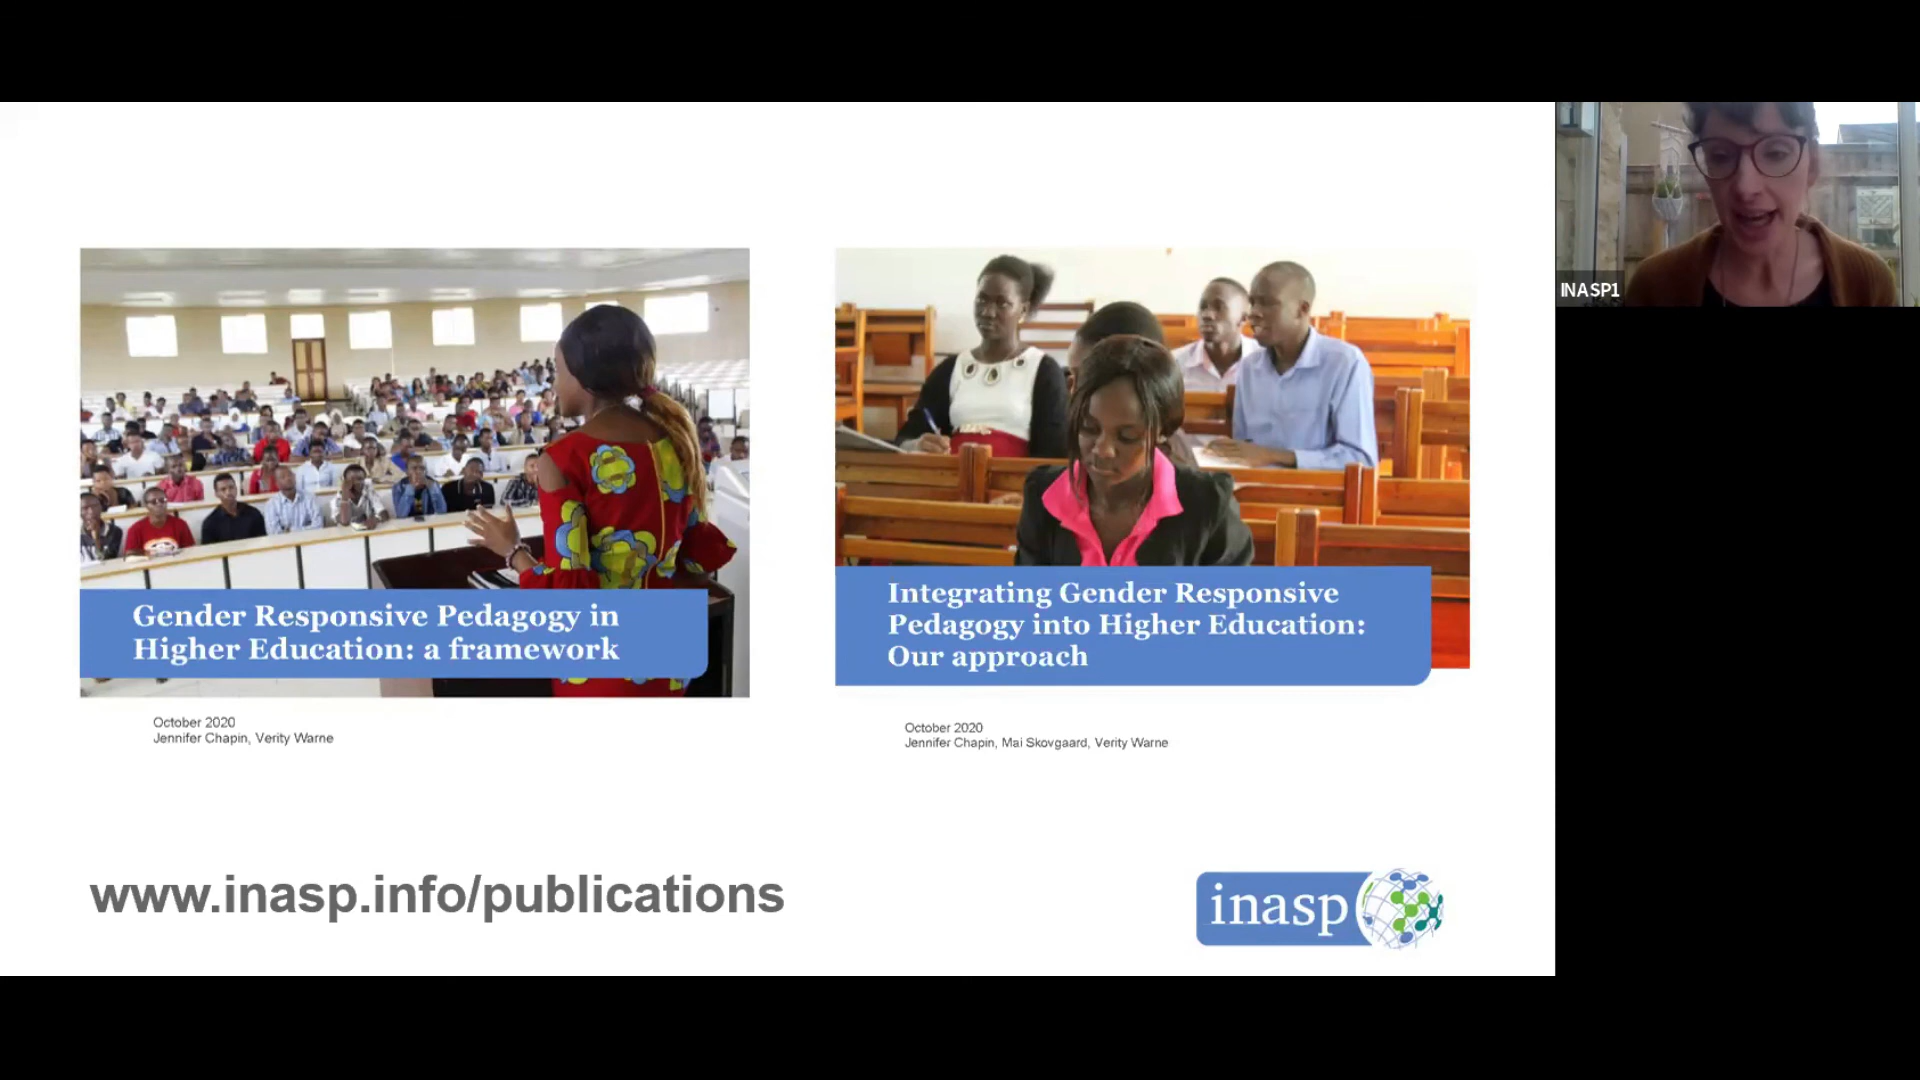 INASP1
Gender Responsive Pedagogy in
Higher Education: a framework
October 2020
Jennifer Chapin, Verity Warne
Integrating Gender Responsive
Pedagogy into Higher Education:
Our approach
October 2020
Jennifer Chapin, Mai Skovgaard, Verity Warne
www.inasp.info/publications
inasp